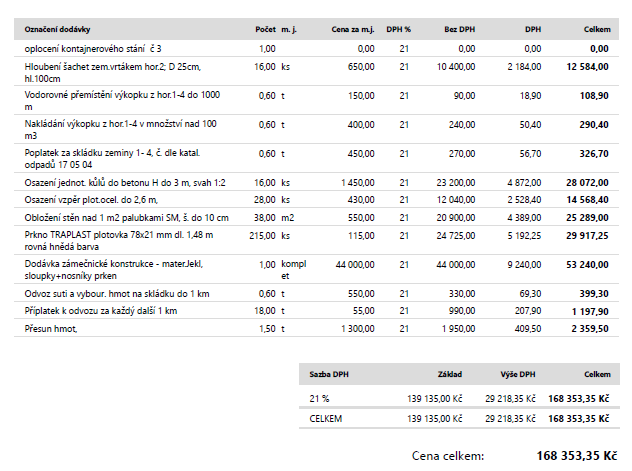 Označení dodávky Počet m. j. Cena za m.j. DPH % Bez DPH DPH Celkem
oplocení kontajnerového stání č 3 1,00 0,00 21 0,00 0,00 0,00
Hloubení šachet zem.vrtákem hor.2; D 25cm, 16,00 ks 650,00 21 10 400,00 2 184,00 12 584,00
hl.100cm
Vodorovné přemístění výkopku z hor.1-4 do 1000 0,60 t 150,00 21 90,00 18,90 108,90
m
Nakládání výkopku z hor.1-4 v množství nad 100 0,60 t 400,00 21 240,00 50,40 290,40
m3
Poplatek za skládku zeminy 1- 4, č. dle katal. 0,60 t 450,00 21 270,00 56,70 326,70
odpadů 17 05 04
Osazení jednot. kůlů do betonu H do 3 m, svah 1:2 16,00 ks 1 450,00 21 23 200,00 4 872,00 28 072,00
Osazení vzpěr plot.ocel. do 2,6 m, 28,00 ks 430,00 21 12 040,00 2 528,40 14 568,40
Obložení stěn nad 1 m2 palubkami SM, š. do 10 cm 38,00 m2 550,00 21 20 900,00 4 389,00 25 289,00
Prkno TRAPLAST plotovka 78x21 mm dl. 1,48 m 215,00 ks 115,00 21 24 725,00 5 192,25 29 917,25
rovná hnědá barva
Dodávka zámečnické konstrukce - mater.Jekl, 1,00 kompl 44 000,00 21 44 000,00 9 240,00 53 240,00
sloupky+nosníky prken et
Odvoz suti a vybour. hmot na skládku do 1 km 0,60 t 550,00 21 330,00 69,30 399,30
Příplatek k odvozu za každý další 1 km 18,00 t 55,00 21 990,00 207,90 1 197,90
Přesun hmot, 1,50 t 1 300,00 21 1 950,00 409,50 2 359,50
Sazba DPH Základ Výše DPH Celkem
21 % 139 135,00 Kč 29 218,35 Kč 168 353,35 Kč
CELKEM 139 135,00 Kč 29 218,35 Kč 168 353,35 Kč
Cena celkem: 168 353,35 Kč